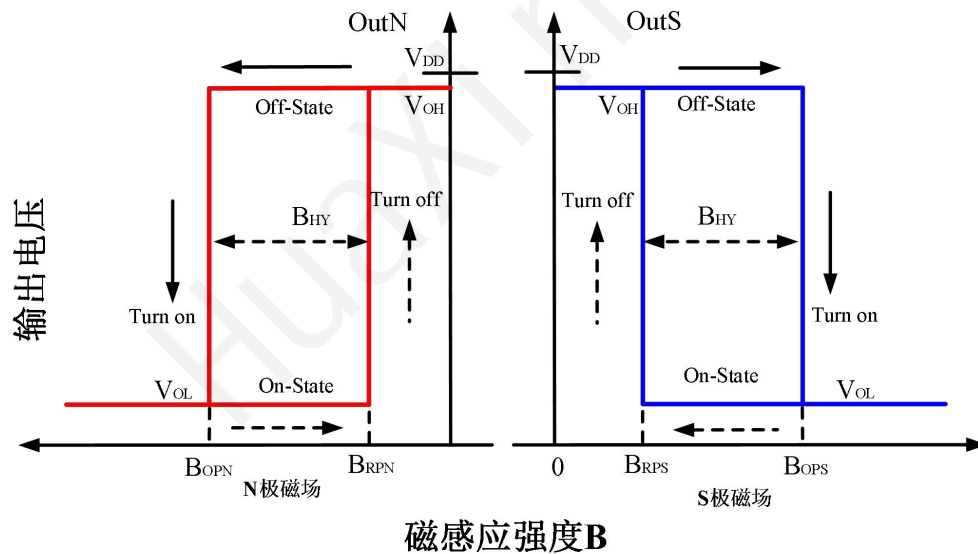 OutN
OutS
VDD
VDD
Off-State
VOH
VOH
Off-State
Turn off
Turn off
BHY
BHY
输出电压
Turn on
Turn on
VOL
On-State
On-State
VOL
BOPN
BRPN
0
BRPS
BOPS
N极磁场
S极磁场
磁感应强度B